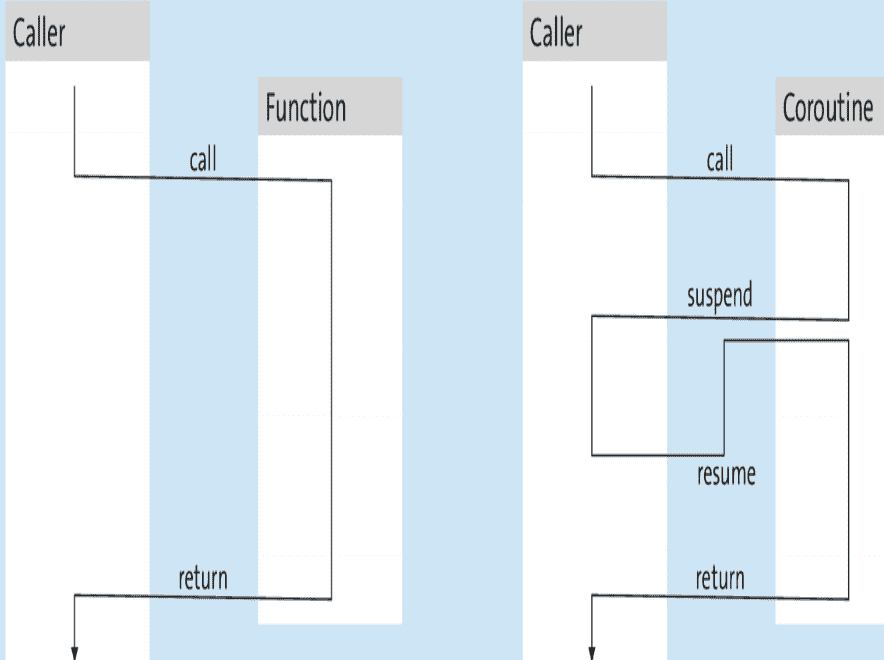 Caller
Function
call
return
Caller
Coroutine
call
suspend
resume
return